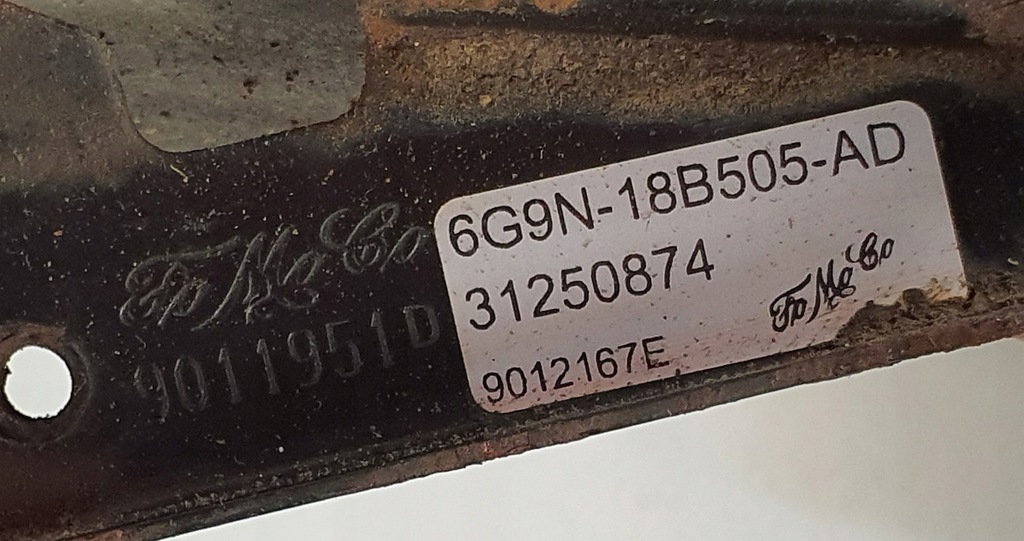 FoMoCo
9011951D
6G9N-18B505-AD
31250874
FoMoCo
9012167E